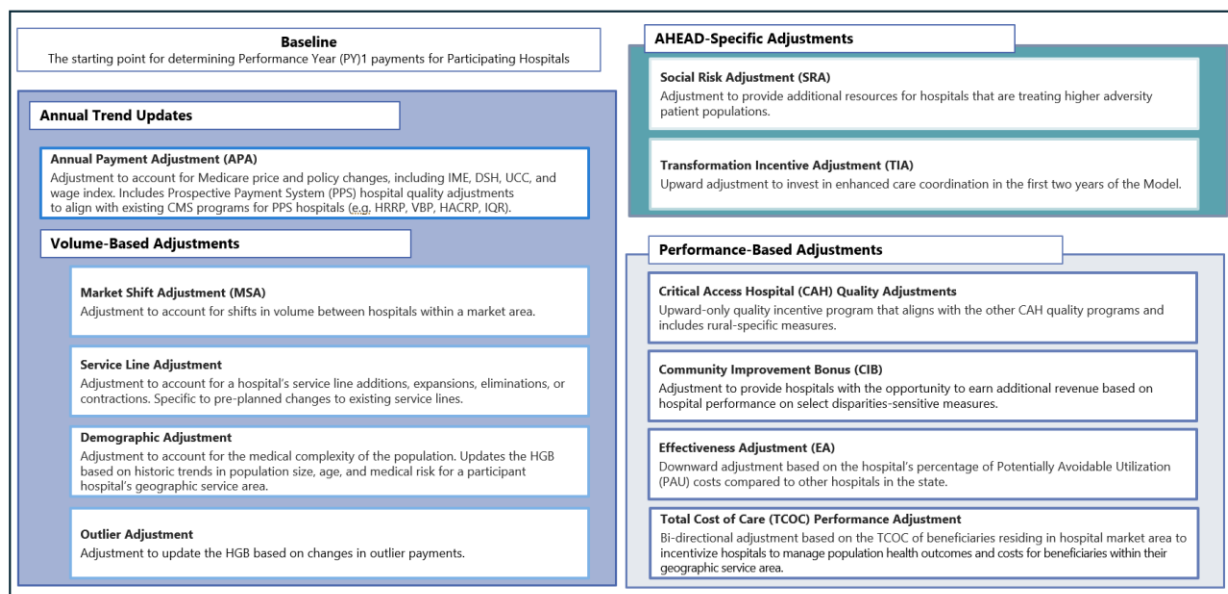 Baseline
The starting point for determining Performance Year (PY)1 payments for Participating Hospitals
Annual Trend Updates
Annual Payment Adjustment (APA)
Adjustment to account for Medicare price and policy changes, including IME, DSH, UCC, and
wage index. Includes Prospective Payment System (PPS) hospital quality adjustments
to align with existing CMS programs for PPS hospitals (e.g. HRRP, VBP, HACRP, IQR).
Volume-Based Adjustments
Market Shift Adjustment (MSA)
Adjustment to account for shifts in volume between hospitals within a market area.
Service Line Adjustment
Adjustment to account for a hospital's service line additions, expansions, eliminations, or
contractions. Specific to pre-planned changes to existing service lines.
Demographic Adjustment
Adjustment to account for the medical complexity of the population. Updates the HGB
based on historic trends in population size, age, and medical risk for a participant
hospital's geographic service area.
Outlier Adjustment
Adjustment to update the HGB based on changes in outlier payments.
AHEAD-Specific Adjustments
Social Risk Adjustment (SRA)
Adjustment to provide additional resources for hospitals that are treating higher adversity
patient populations.
Transformation Incentive Adjustment (TIA)
Upward adjustment to invest in enhanced care coordination in the first two years of the Model.
Performance-Based Adjustments
Critical Access Hospital (CAH) Quality Adjustments
Upward-only quality incentive program that aligns with the other CAH quality programs and
includes rural-specific measures.
Community Improvement Bonus (CIB)
Adjustment to provide hospitals with the opportunity to earn additional revenue based on
hospital performance on select disparities-sensitive measures.
Effectiveness Adjustment (EA)
Downward adjustment based on the hospital's percentage of Potentially Avoidable Utilization
(PAU) costs compared to other hospitals in the state.
Total Cost of Care (TCOC) Performance Adjustment
Bi-directional adjustment based on the TCOC of beneficiaries residing in hospital market area to
incentivize hospitals to manage population health outcomes and costs for beneficiaries within their
geographic service area.